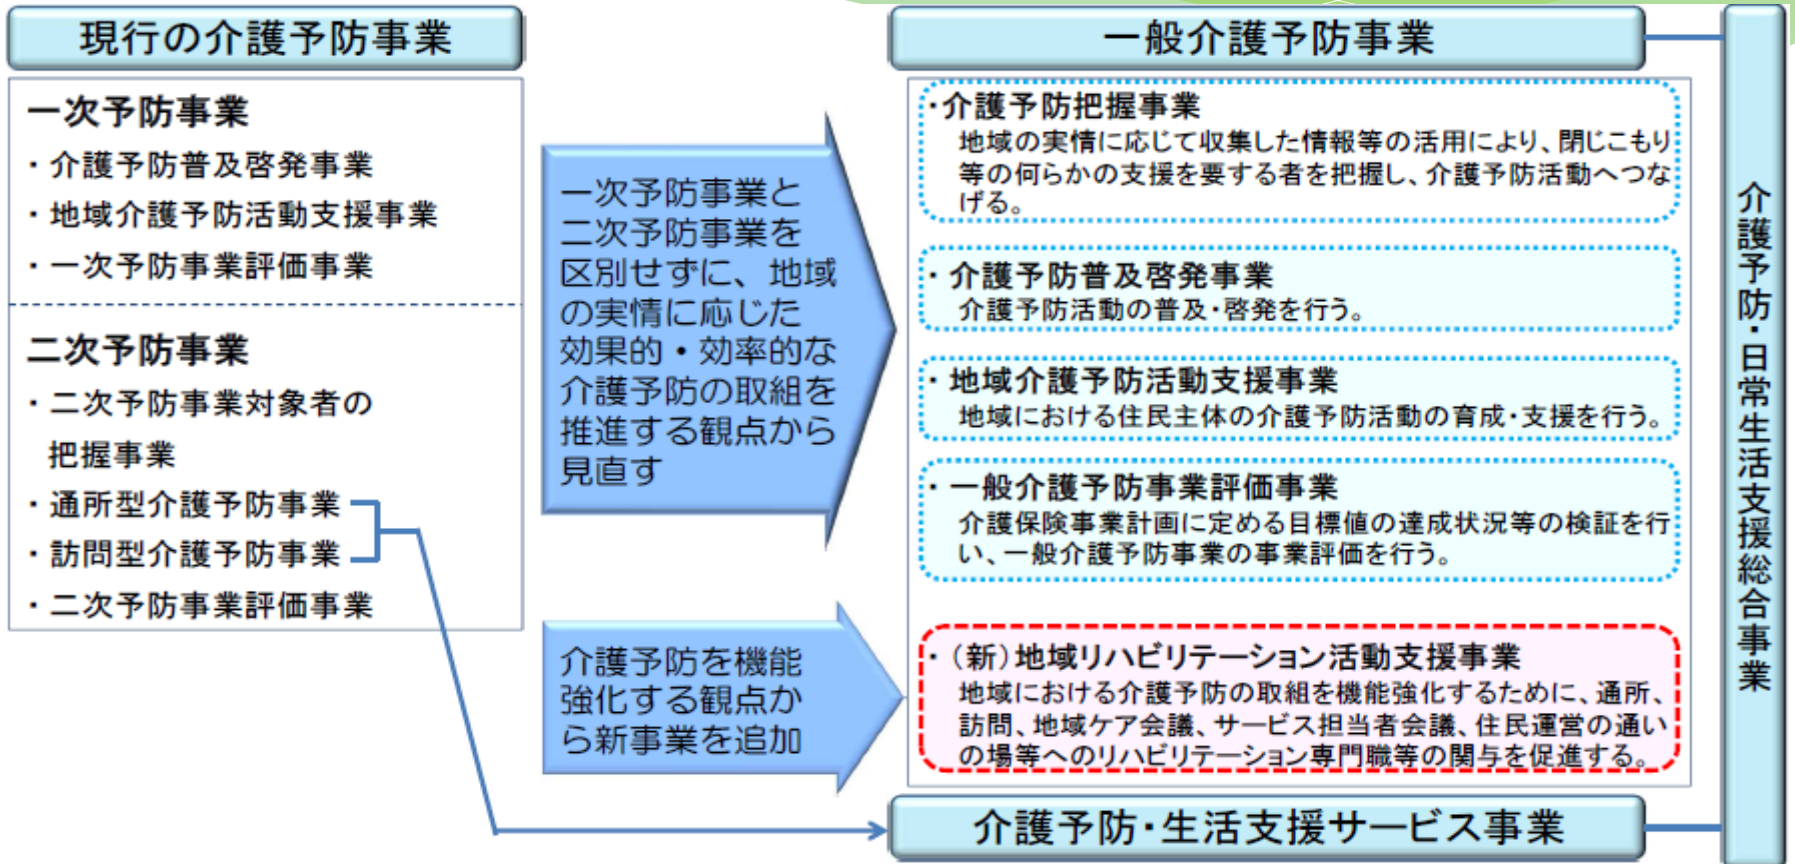 現行の介護予防事業
一次予防事業
・介護予防普及啓発事業
・地域介護予防活動支援事業
・一次予防事業評価事業
二次予防事業
・二次予防事業対象者の
把握事業
・通所型介護予防事業
・訪問型介護予防事業
・二次予防事業評価事業
一次予防事業と
二次予防事業を
区別せずに、地域
の実情に応じた
効果的・効率的な
介護予防の取組を
推進する観点から
見直す
介護予防を機能
強化する観点か
ら新事業を追加
一般介護予防事業
・介護予防把握事業
地域の実情に応じて収集した情報等の活用により、閉じこもり
等の何らかの支援を要する者を把握し、介護予防活動へつな
げる。
・介護予防普及啓発事業
介護予防活動の普及・啓発を行う。
・地域介護予防活動支援事業
地域における住民主体の介護予防活動の育成・支援を行う。
・一般介護予防事業評価事業
介護保険事業計画に定める目標値の達成状況等の検証を行
い、一般介護予防事業の事業評価を行う。
・（新）地域リハビリテーション活動支援事業
地域における介護予防の取組を機能強化するために、通所、
訪問、地域ケア会議、サービス担当者会議、住民運営の通い
の場等へのリハビリテーション専門職等の関与を促進する。
介護予防・生活支援サービス事業
介護予防・日常生活支援総合事業